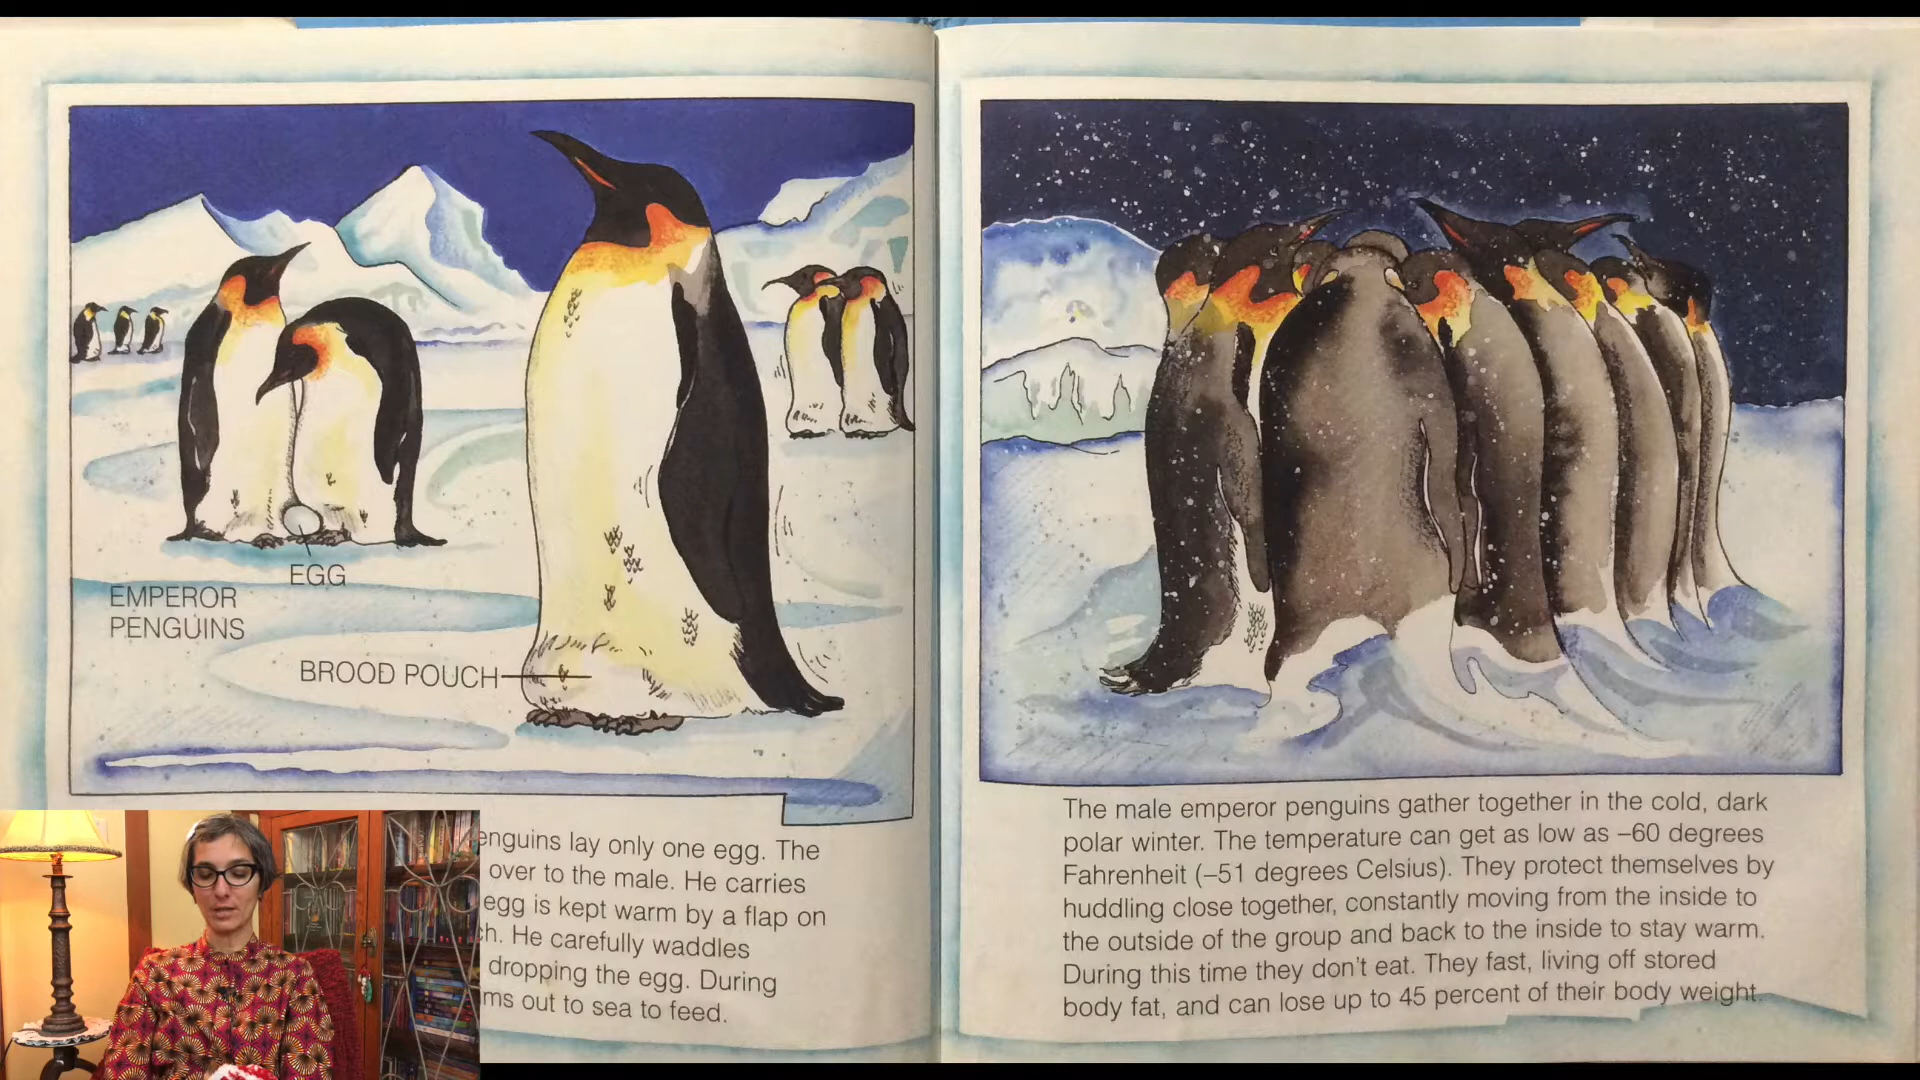 EGG
EMPEROR
PENGUINS
BROOD POUCH
enguins lay only one egg. The
over to the male. He carries
egg is kept warm by a flap on
ch. He carefully waddles
dropping the egg. During
ms out to sea to feed.
The male emperor penguins gather together in the cold, dark
polar winter. The temperature can get as low as –60 degrees
Fahrenheit (–51 degrees Celsius). They protect themselves by
huddling close together, constantly moving from the inside to
the outside of the group and back to the inside to stay warm.
During this time they don't eat. They fast, living off stored
body fat, and can lose up to 45 percent of their body weight.